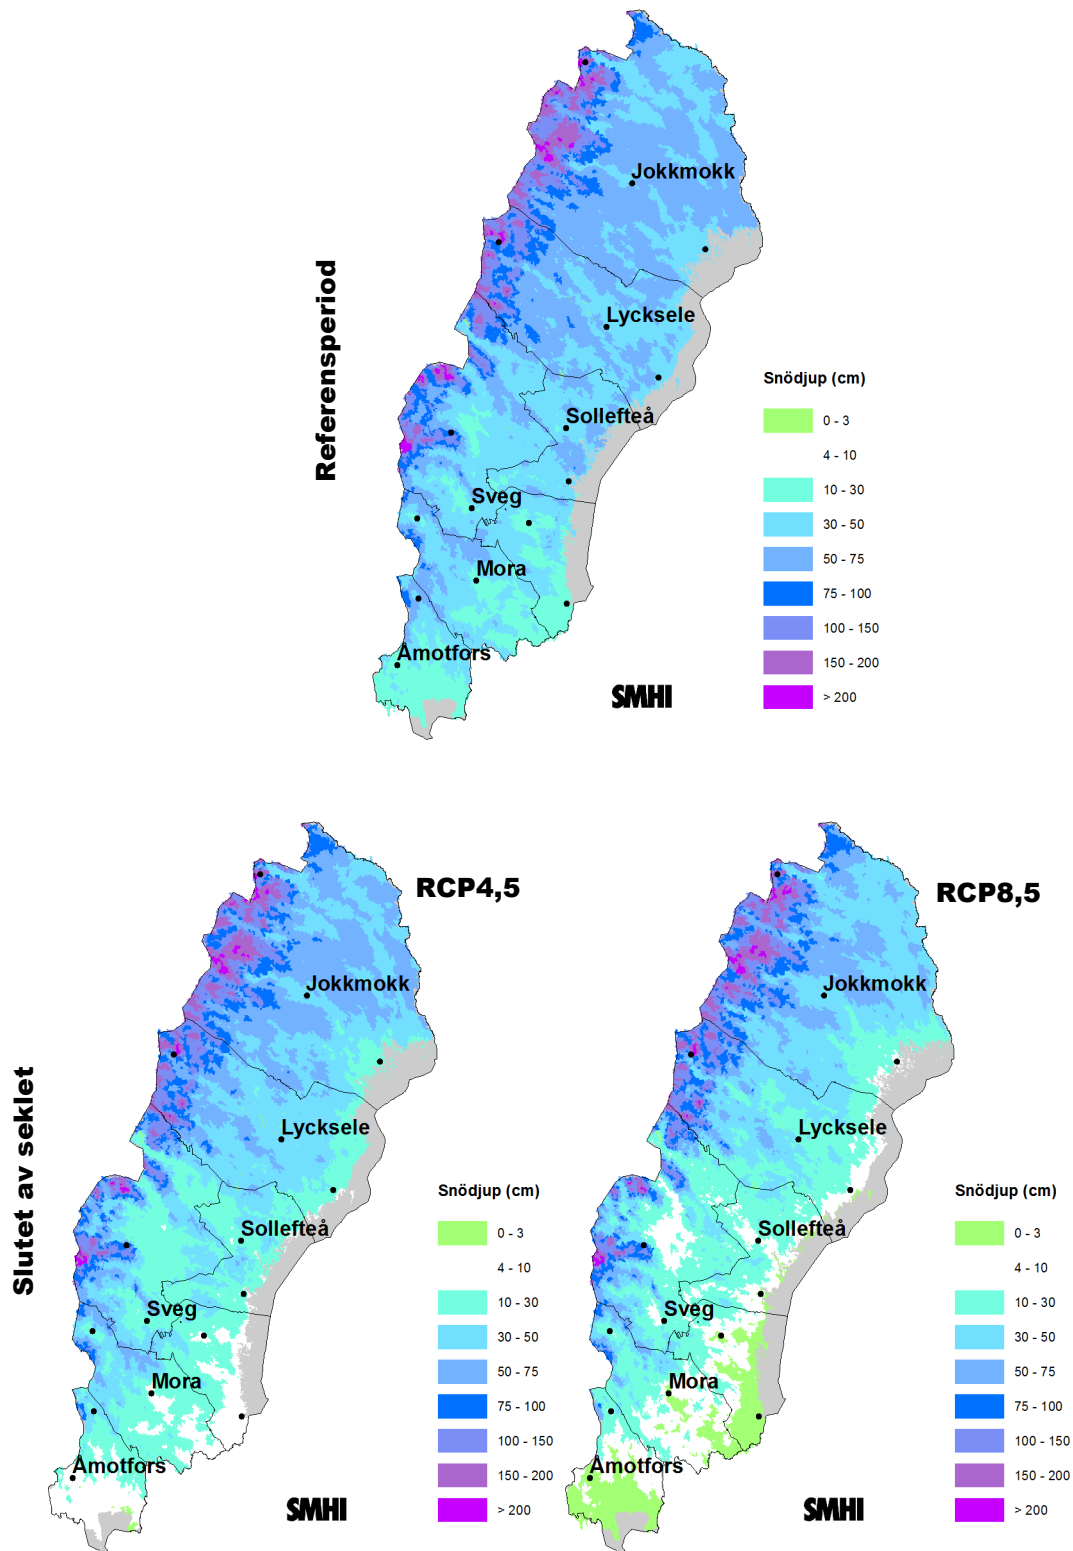 Referensperiod
Jokkmokk
Lycksele
Sollefteå
Sveg
Mora
Åmotfors
SMHI
Snödjup (cm)
0 - 3
4 - 10
10 - 30
30 - 50
50 - 75
75 - 100
100 - 150
150 - 200
> 200
Slutet av seklet
RCP4,5
Jokkmokk
Lycksele
Sollefteå
Sveg
Mora
Åmotfors
SMHI
Snödjup (cm)
0 - 3
4 - 10
10 - 30
30 - 50
50 - 75
75 - 100
100 - 150
150 - 200
> 200
RCP8,5
Jokkmokk
Lycksele
Sollefteå
Sveg
Mora
Åmotfors
SMHI
Snödjup (cm)
0 - 3
4 - 10
10 - 30
30 - 50
50 - 75
75 - 100
100 - 150
150 - 200
> 200